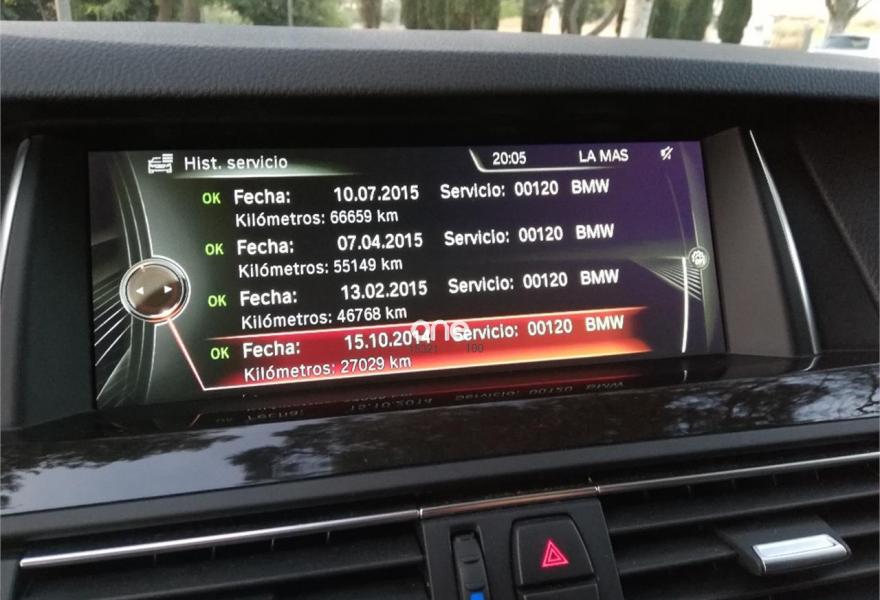 Hist. servicio 20:05 LA MAS
OK Fecha: 10.07.2015 Servicio: 00120 BMW
Kilómetros: 66659 km
OK Fecha: 07.04.2015 Servicio: 00120 BMW
Kilómetros: 55149 km
OK Fecha: 13.02.2015 Servicio: 00120 BMW
Kilómetros: 46768 km
OK Fecha: 15.10.2014 Servicio: 00120 BMW
one
Kilómetros: 27029 km